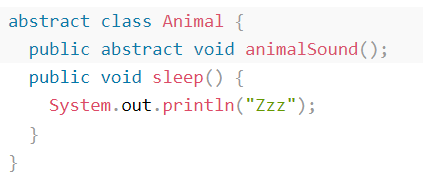 abstract class Animal {
  public abstract void animalSound();
  public void sleep() {
    System.out.println("Zzz");
  }
}